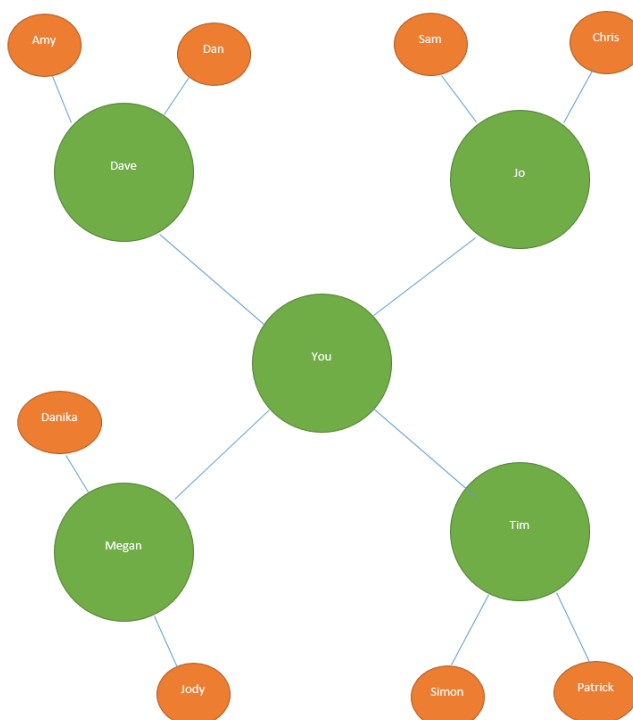 Amy
Dan
Sam
Chris
Dave
Jo
You
Danika
Megan
Tim
Jody
Simon
Patrick